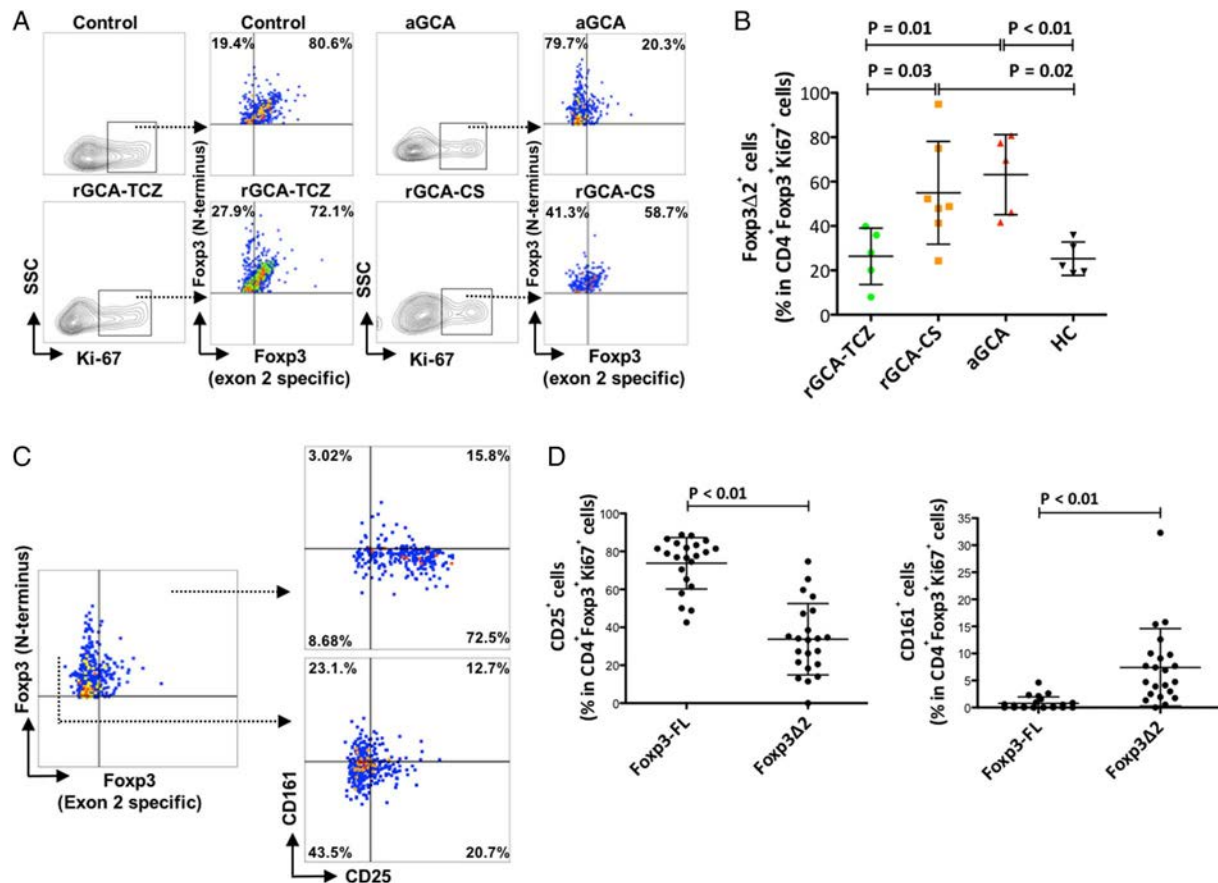 A
Control
Control
aGCA
aGCA
19.4% 80.6%
79.7% 20.3%
rGCA-TCZ
rGCA-TCZ
rGCA-CS
rGCA-CS
27.9% 72.1%
41.3% 58.7%
Foxp3 (N-terminus)
Foxp3 (N-terminus)
SSC
SSC
Ki-67
Foxp3
(exon 2 specific)
Ki-67
Foxp3
(exon 2 specific)
B
P = 0.01
P < 0.01
P = 0.03
P = 0.02
Foxp3Δ2⁺ cells
(% in CD4⁺Foxp3⁺Ki67⁺ cells)
100
80
60
40
20
0
rGCA-TCZ
rGCA-CS
aGCA
HC
C
3.02% 15.8%
8.68% 72.5%
23.1% 12.7%
43.5% 20.7%
Foxp3 (N-terminus)
Foxp3
(Exon 2 specific)
CD161
CD25
D
P < 0.01
CD25⁺ cells
(% in CD4⁺Foxp3⁺Ki67⁺ cells)
100
80
60
40
20
0
Foxp3-FL
Foxp3Δ2
P < 0.01
CD161⁺ cells
(% in CD4⁺Foxp3⁺Ki67⁺ cells)
35
30
25
20
15
10
5
0
Foxp3-FL
Foxp3Δ2